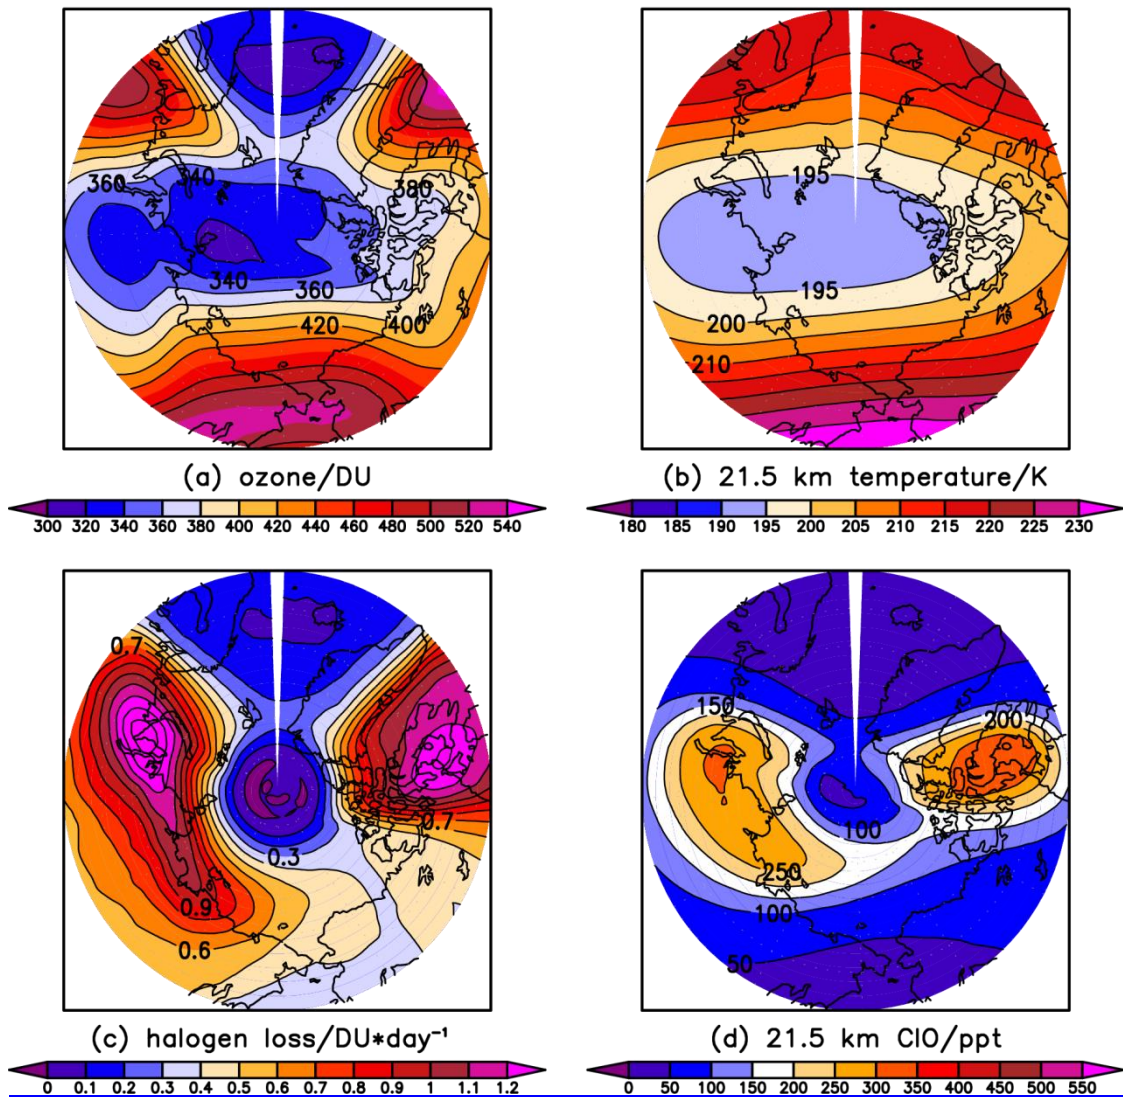 360 340 380
340
360
420 400
195
195
200
210
(a) ozone/DU
300 320 340 360 380 400 420 440 460 480 500 520 540
(b) 21.5 km temperature/K
180 185 190 195 200 205 210 215 220 225 230
0.7
0.3
0.7
0.9
0.6
150 200
100
250
100
50
(c) halogen loss/DU*day⁻¹
0 0.1 0.2 0.3 0.4 0.5 0.6 0.7 0.8 0.9 1 1.1 1.2
(d) 21.5 km ClO/ppt
0 50 100 150 200 250 300 350 400 450 500 550